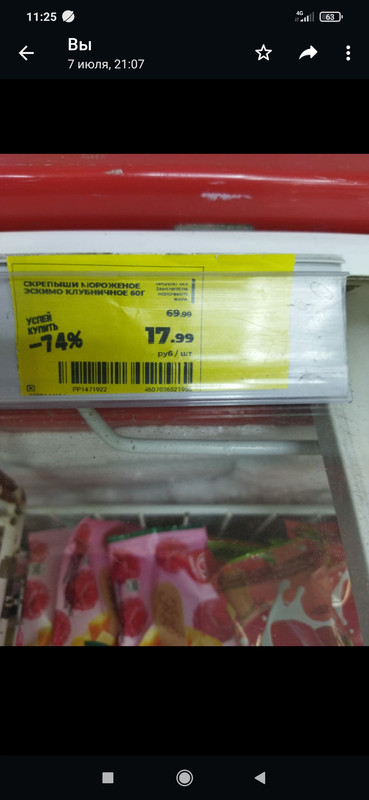 11:25
4G
63
Вы
7 июля, 21:07
СКРЕПЫШИ МОРОЖЕНОЕ
ЭСКИМО КЛУБНИЧНОЕ 60Г
69.99
УСПЕЙ
КУПИТЬ
-74%
17.99
руб / шт
PP1471922